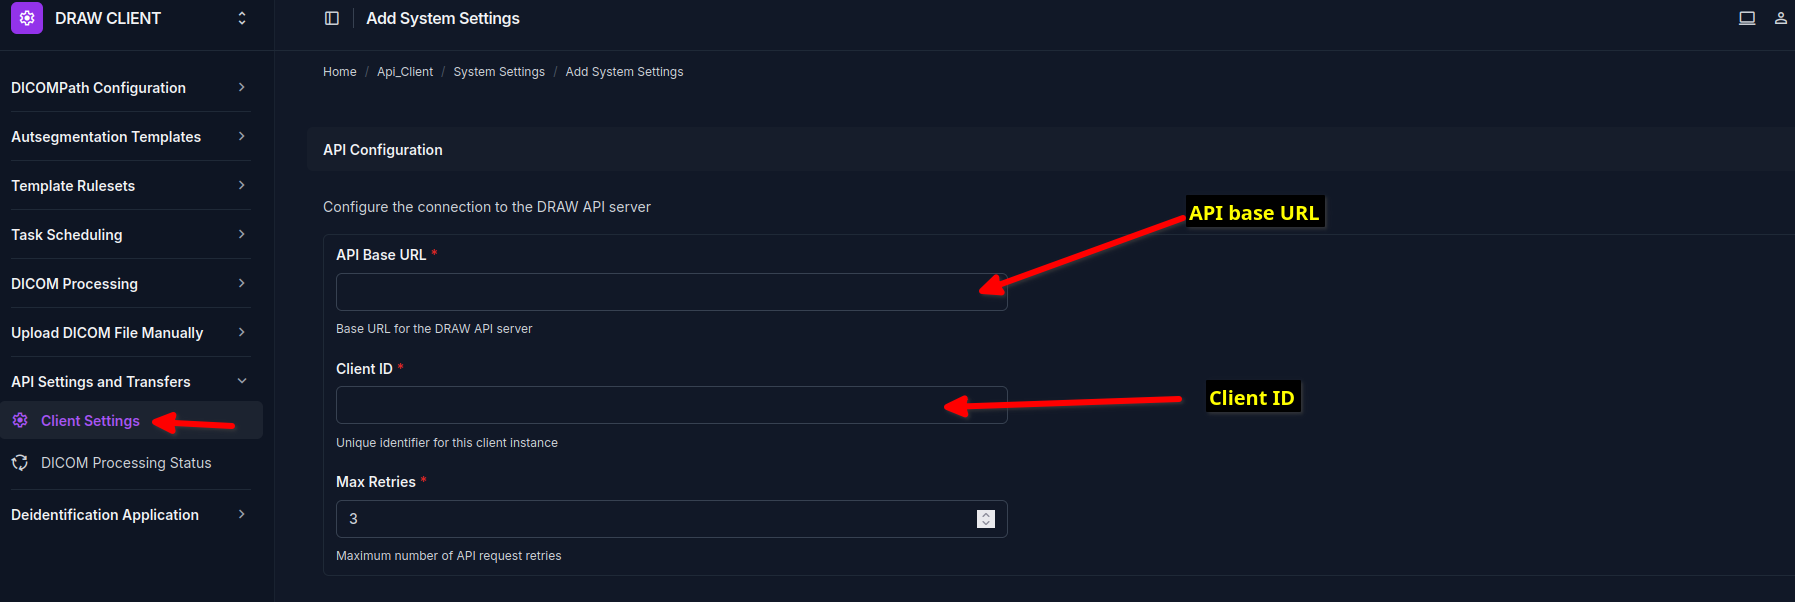 DRAW CLIENT
DICOMPath Configuration
Autsegmentation Templates
Template Rulesets
Task Scheduling
DICOM Processing
Upload DICOM File Manually
API Settings and Transfers
Client Settings
DICOM Processing Status
Deidentification Application
Add System Settings
Home / Api_Client / System Settings / Add System Settings
API Configuration
Configure the connection to the DRAW API server
API Base URL *
API base URL
Base URL for the DRAW API server
Client ID *
Client ID
Unique identifier for this client instance
Max Retries *
3
Maximum number of API request retries